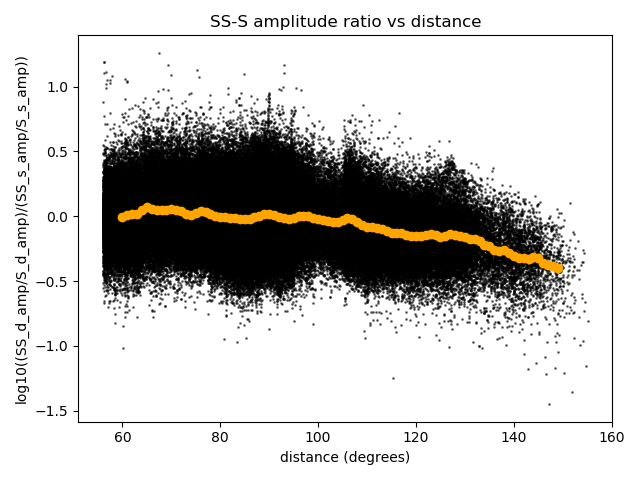 SS-S amplitude ratio vs distance
log10((SS_d_amp/S_d_amp)/(SS_s_amp/S_s_amp))
1.0
0.5
0.0
−0.5
−1.0
−1.5
60 80 100 120 140 160
distance (degrees)